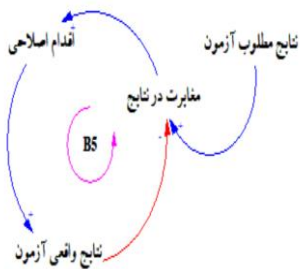 اقدام اصلاحی
نتایج مطلوب آزمون
مغایرت در نتایج
B5
نتایج واقعی آزمون
+
+
+
-